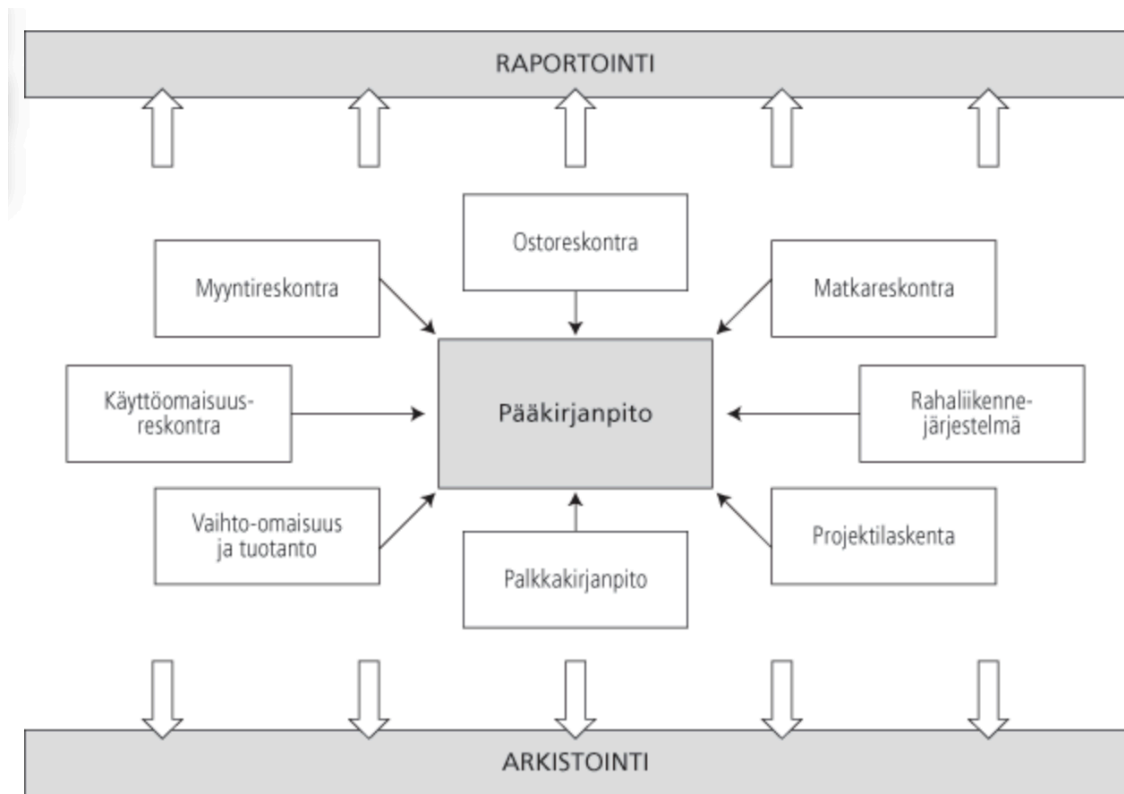 RAPORTOINTI
Ostoreskontra
Myyntireskontra
Matkareskontra
Käyttöomaisuus-
reskontra
Pääkirjanpito
Rahaliikenne-
järjestelmä
Vaihto-omaisuus
ja tuotanto
Palkkakirjanpito
Projektilaskenta
ARKISTOINTI